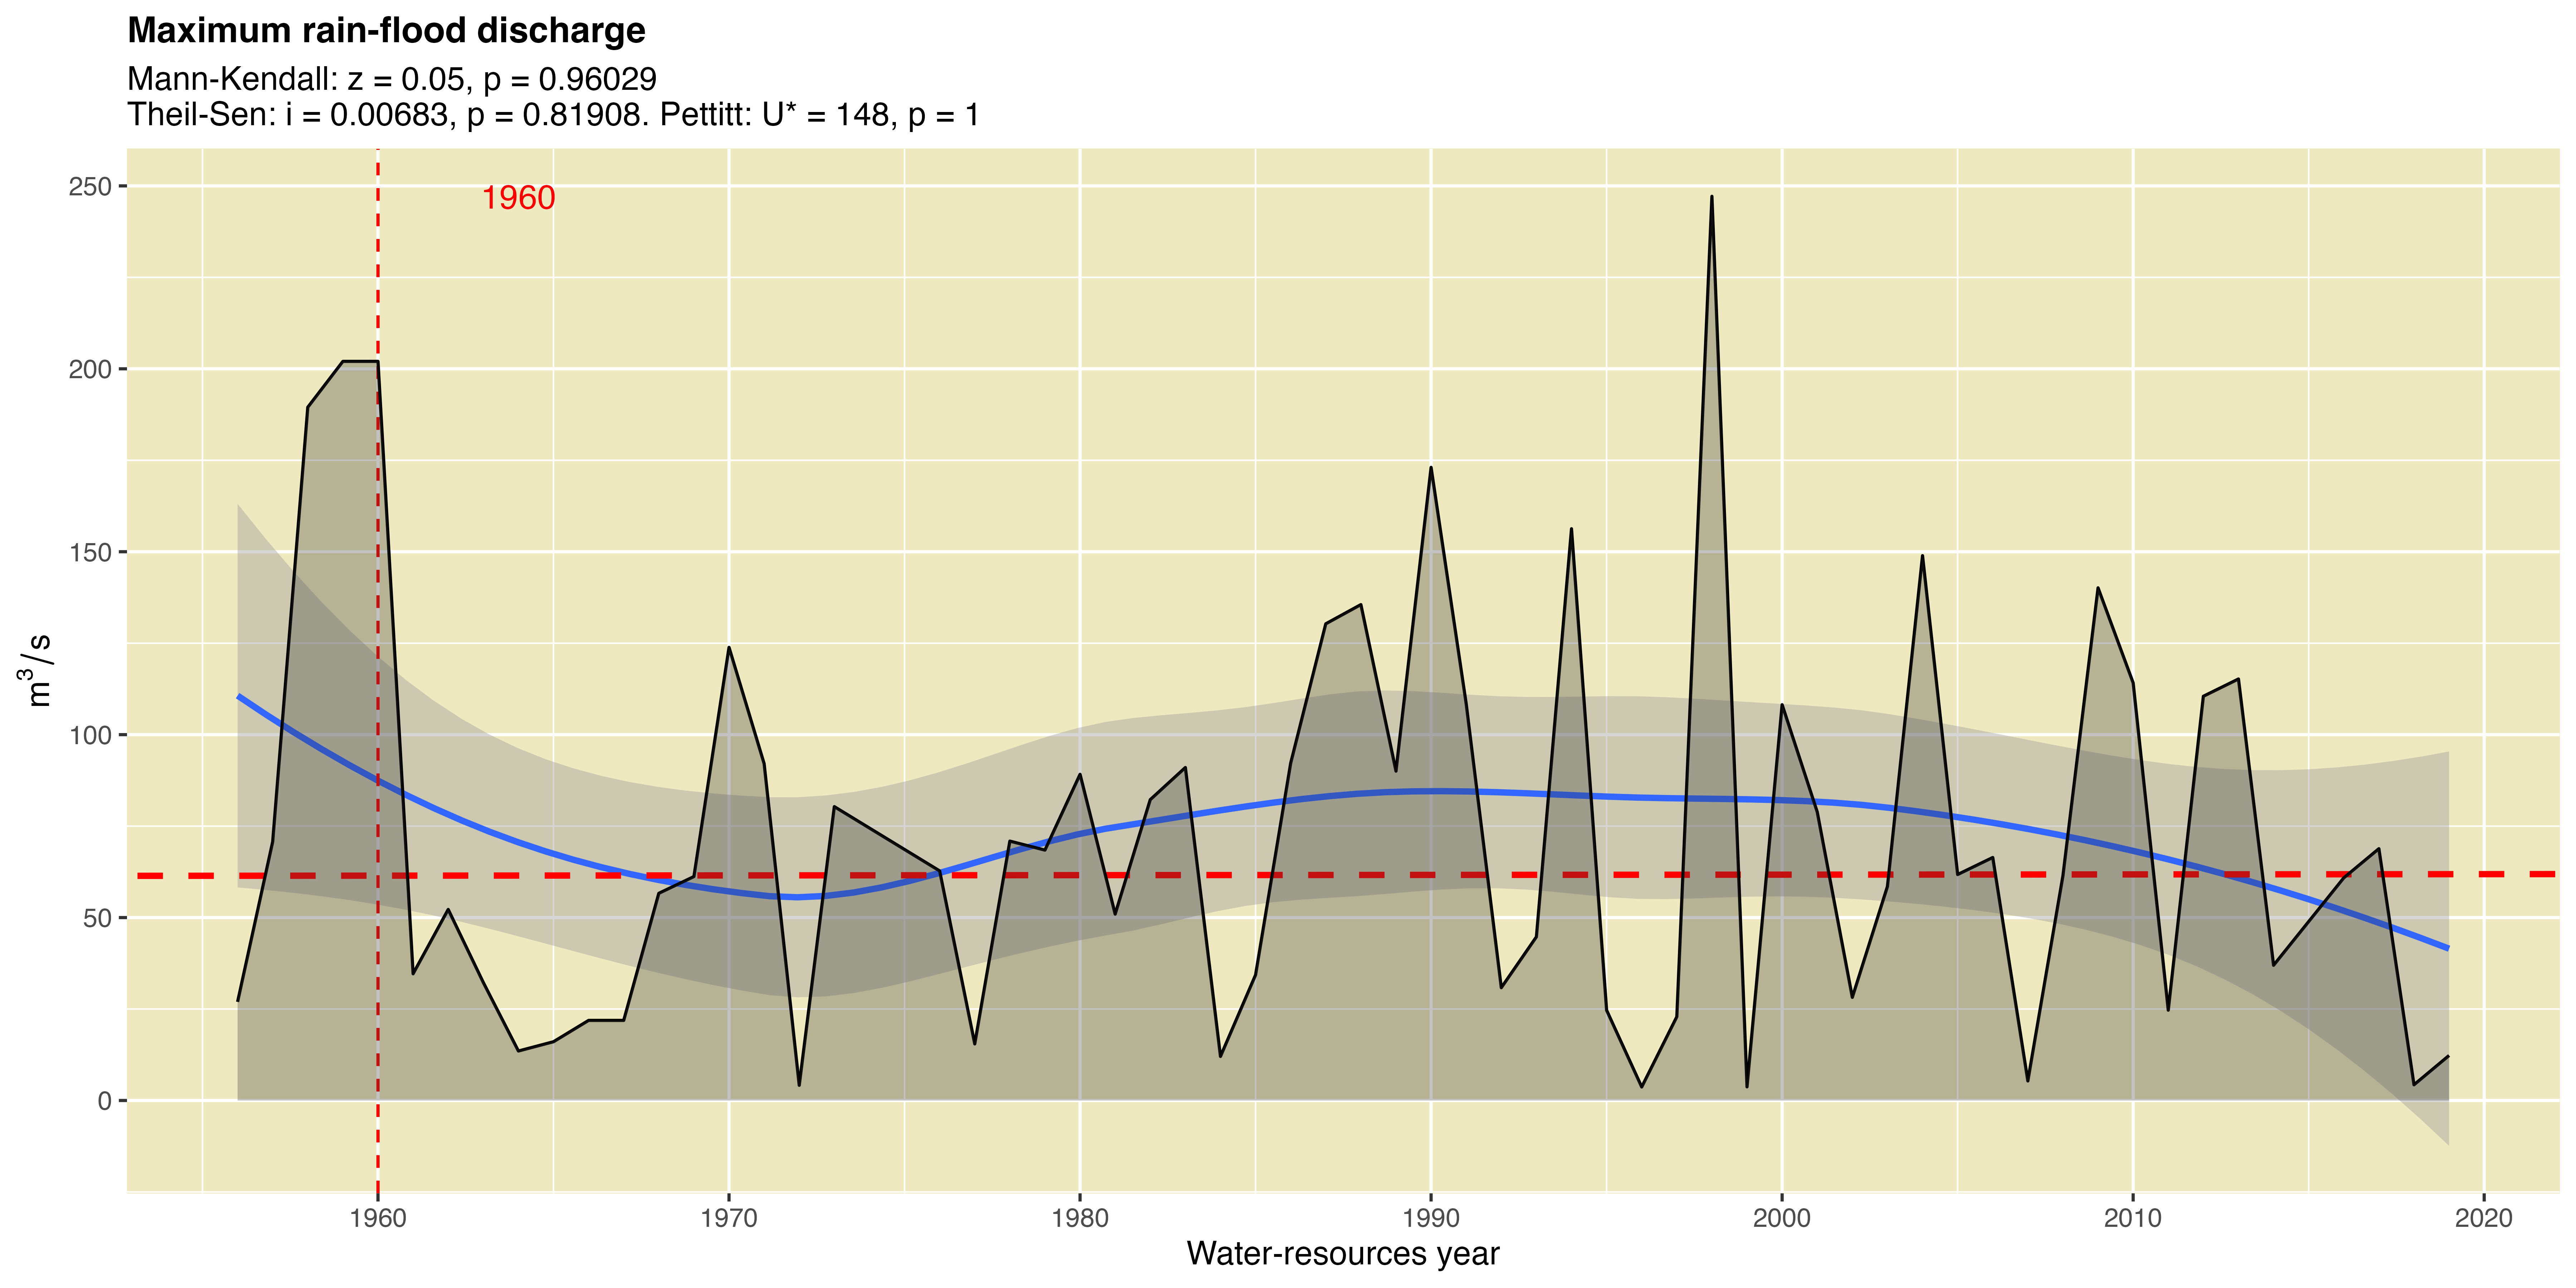 Maximum rain-flood discharge
Mann-Kendall: z = 0.05, p = 0.96029
Theil-Sen: i = 0.00683, p = 0.81908. Pettitt: U* = 148, p = 1
1960
250
200
150
100
50
0
m³/s
1960 1970 1980 1990 2000 2010 2020
Water-resources year